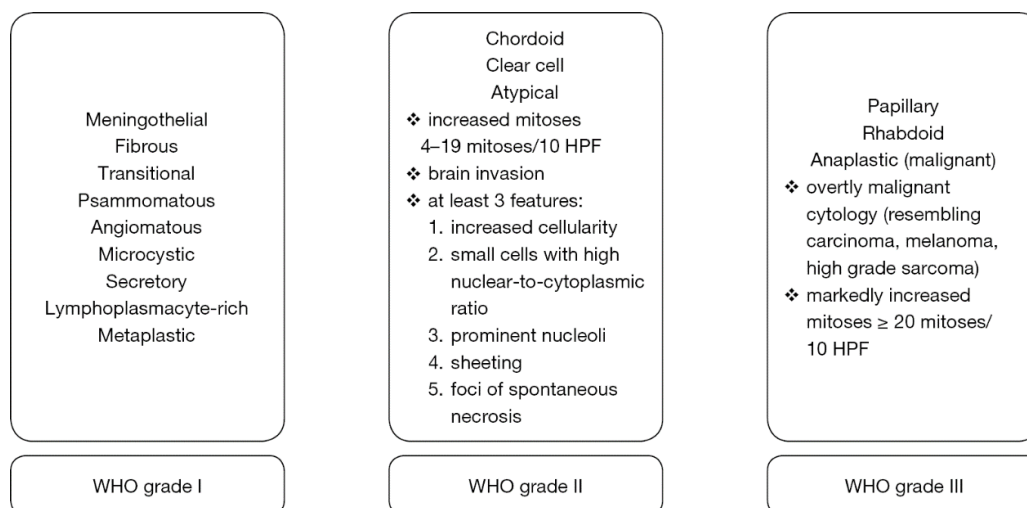 Meningothelial
Fibrous
Transitional
Psammomatous
Angiomatous
Microcystic
Secretory
Lymphoplasmacyte-rich
Metaplastic
WHO grade I
Chordoid
Clear cell
Atypical
❖ increased mitoses
4–19 mitoses/10 HPF
❖ brain invasion
❖ at least 3 features:
1. increased cellularity
2. small cells with high
nuclear-to-cytoplasmic
ratio
3. prominent nucleoli
4. sheeting
5. foci of spontaneous
necrosis
WHO grade II
Papillary
Rhabdoid
Anaplastic (malignant)
❖ overtly malignant
cytology (resembling
carcinoma, melanoma,
high grade sarcoma)
❖ markedly increased
mitoses ≥ 20 mitoses/
10 HPF
WHO grade III